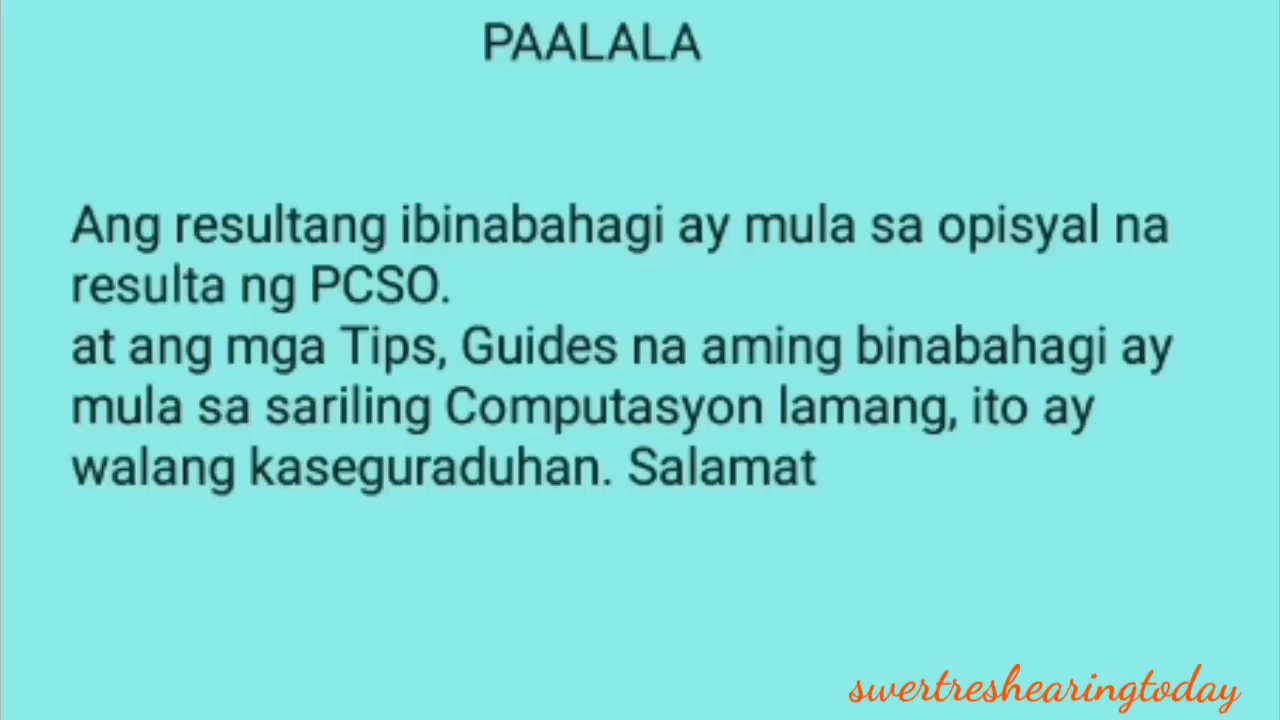 PAALALA
Ang resultang ibinabahagi ay mula sa opisyal na
resulta ng PCSO.
at ang mga Tips, Guides na aming binabahagi ay
mula sa sariling Computasyon lamang, ito ay
walang kaseguraduhan. Salamat
swertreshearingtoday